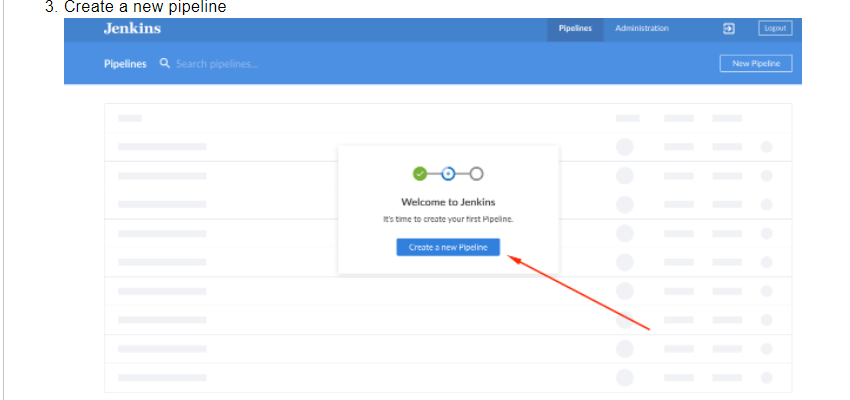 3. Create a new pipeline
Jenkins
Pipelines
Administration
Logout
Pipelines
Search pipelines...
New Pipeline
Welcome to Jenkins
It's time to create your first Pipeline.
Create a new Pipeline